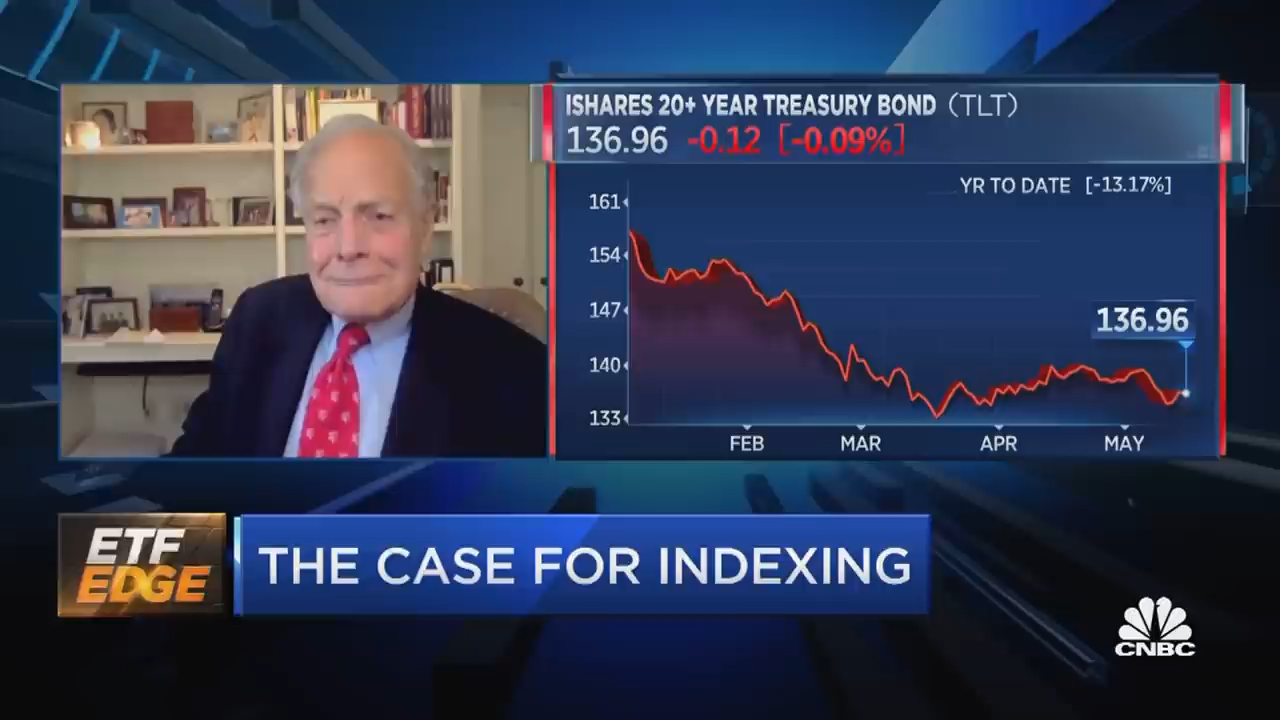 ISHARES 20+ YEAR TREASURY BOND (TLT)
136.96 -0.12 [-0.09%]
YR TO DATE [-13.17%]
161
154
147
140
133
136.96
FEB MAR APR MAY
ETF
EDGE
THE CASE FOR INDEXING
CNBC